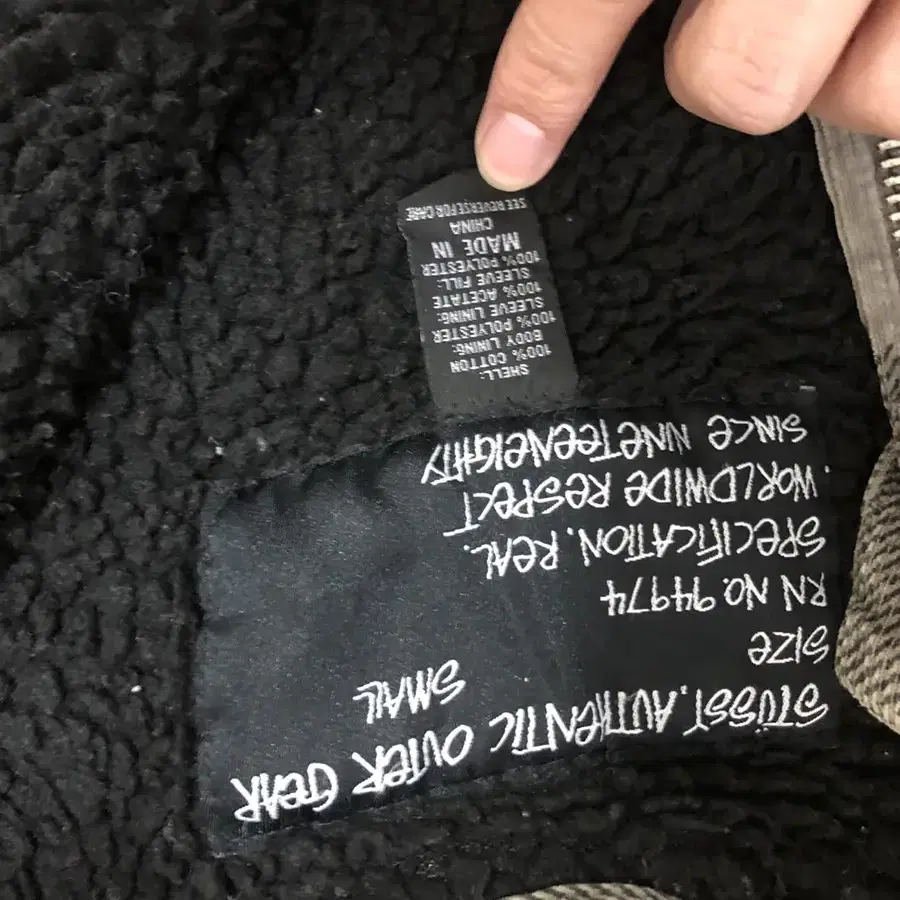 STÜSSY. AUTHENTIC OUTER GEAR
SMALL
SIZE
RN NO. 94974
SPECIFICATION. REAL.
WORLDWIDE RESPECT.
SINCE NINETEENEIGHTY
SHELL:
100% COTTON
BODY LINING:
100% POLYESTER
SLEEVE LINING:
100% ACETATE
SLEEVE FILL:
100% POLYESTER
MADE IN
CHINA
SEE REVERSE FOR CARE